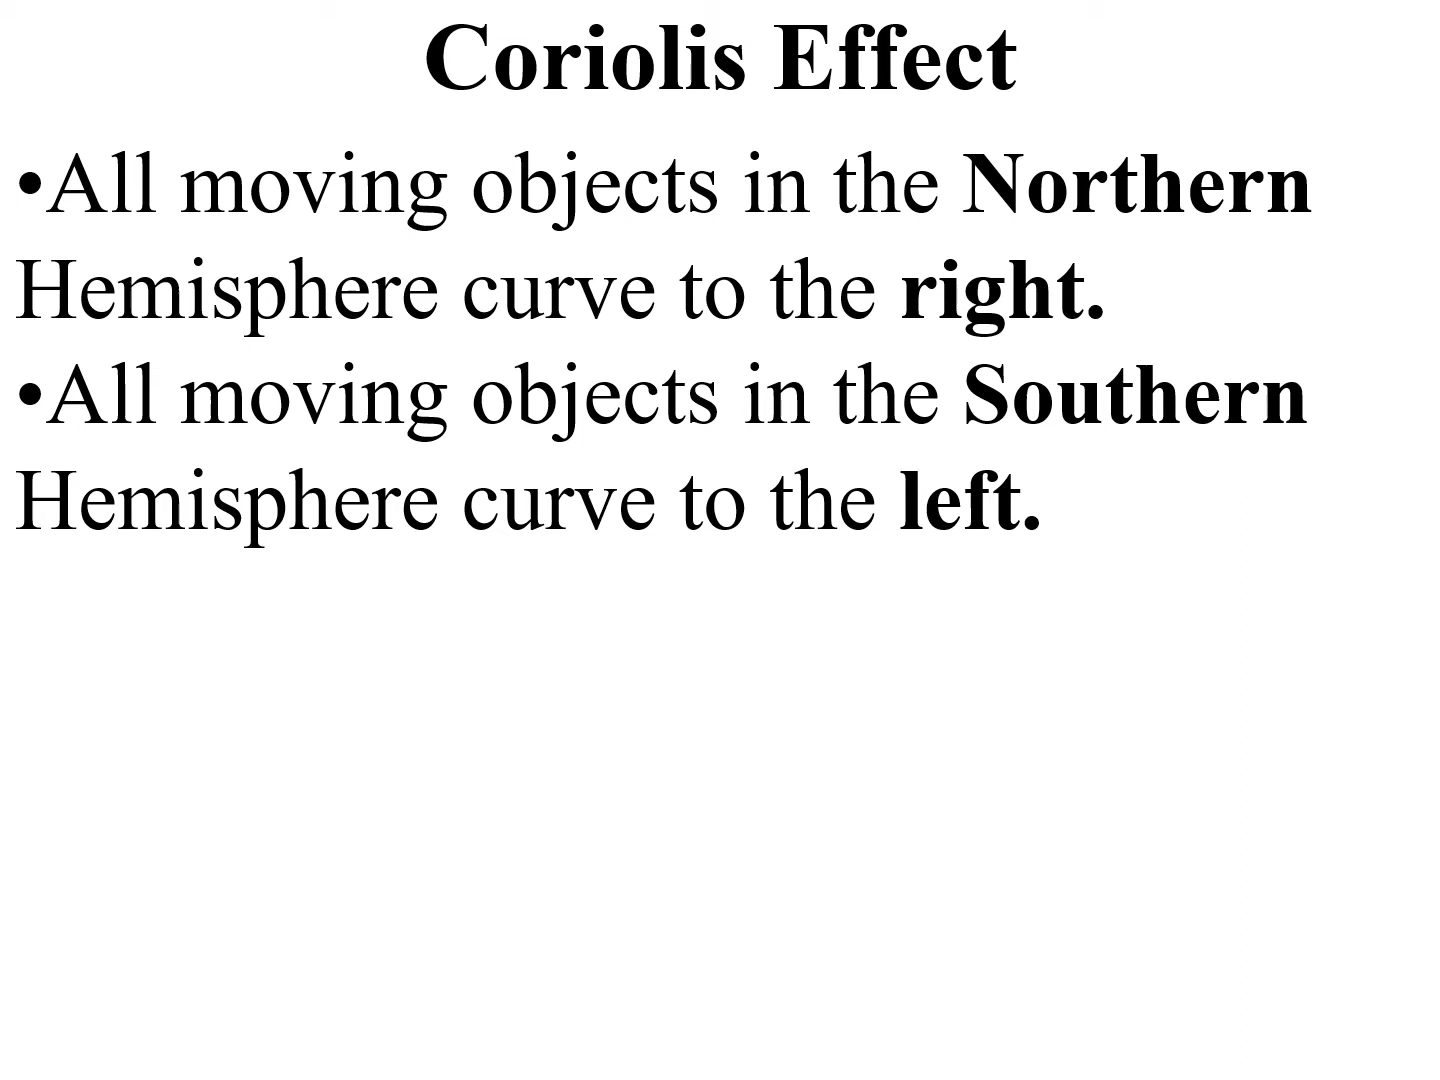 Coriolis Effect
•All moving objects in the Northern
Hemisphere curve to the right.
•All moving objects in the Southern
Hemisphere curve to the left.